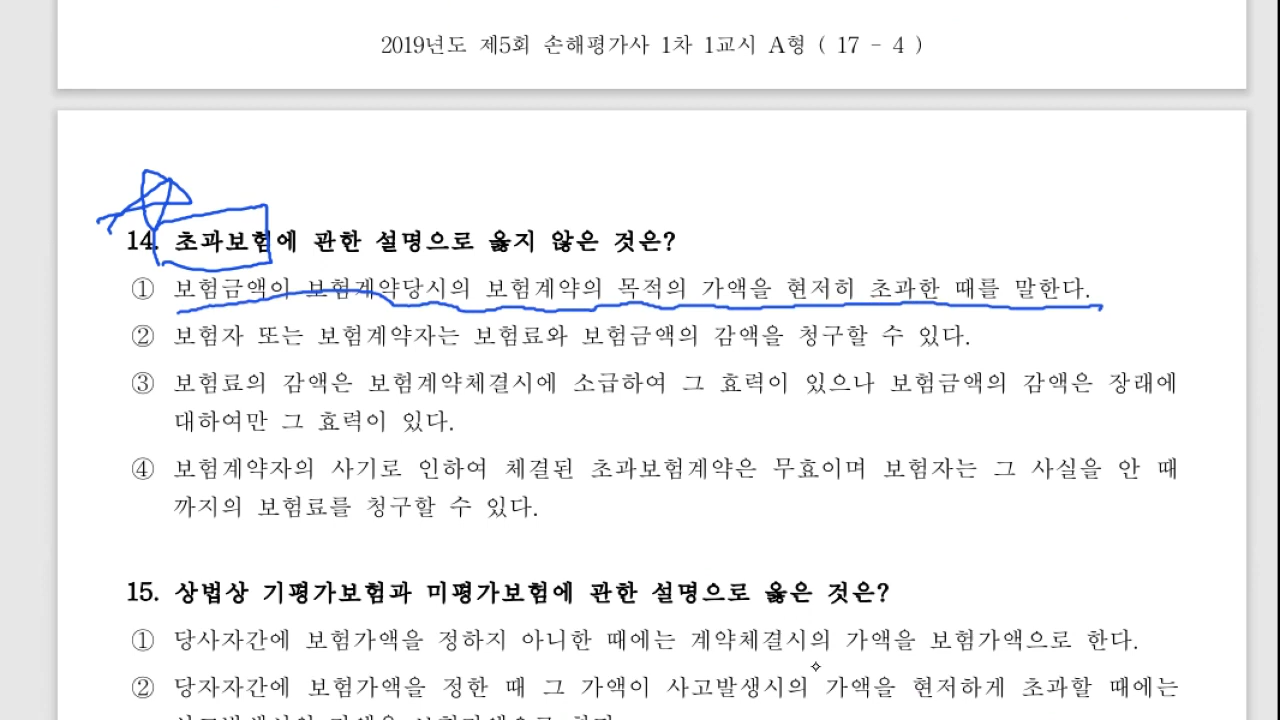 2019년도 제5회 손해평가사 1차 1교시 A형 ( 17 - 4 )
14. 초과보험에 관한 설명으로 옳지 않은 것은?
① 보험금액이 보험계약당시의 보험계약의 목적의 가액을 현저히 초과한 때를 말한다.
② 보험자 또는 보험계약자는 보험료와 보험금액의 감액을 청구할 수 있다.
③ 보험료의 감액은 보험계약체결시에 소급하여 그 효력이 있으나 보험금액의 감액은 장래에
대하여만 그 효력이 있다.
④ 보험계약자의 사기로 인하여 체결된 초과보험계약은 무효이며 보험자는 그 사실을 안 때
까지의 보험료를 청구할 수 있다.
15. 상법상 기평가보험과 미평가보험에 관한 설명으로 옳은 것은?
① 당사자간에 보험가액을 정하지 아니한 때에는 계약체결시의 가액을 보험가액으로 한다.
② 당자자간에 보험가액을 정한 때 그 가액이 사고발생시의 가액을 현저하게 초과할 때에는